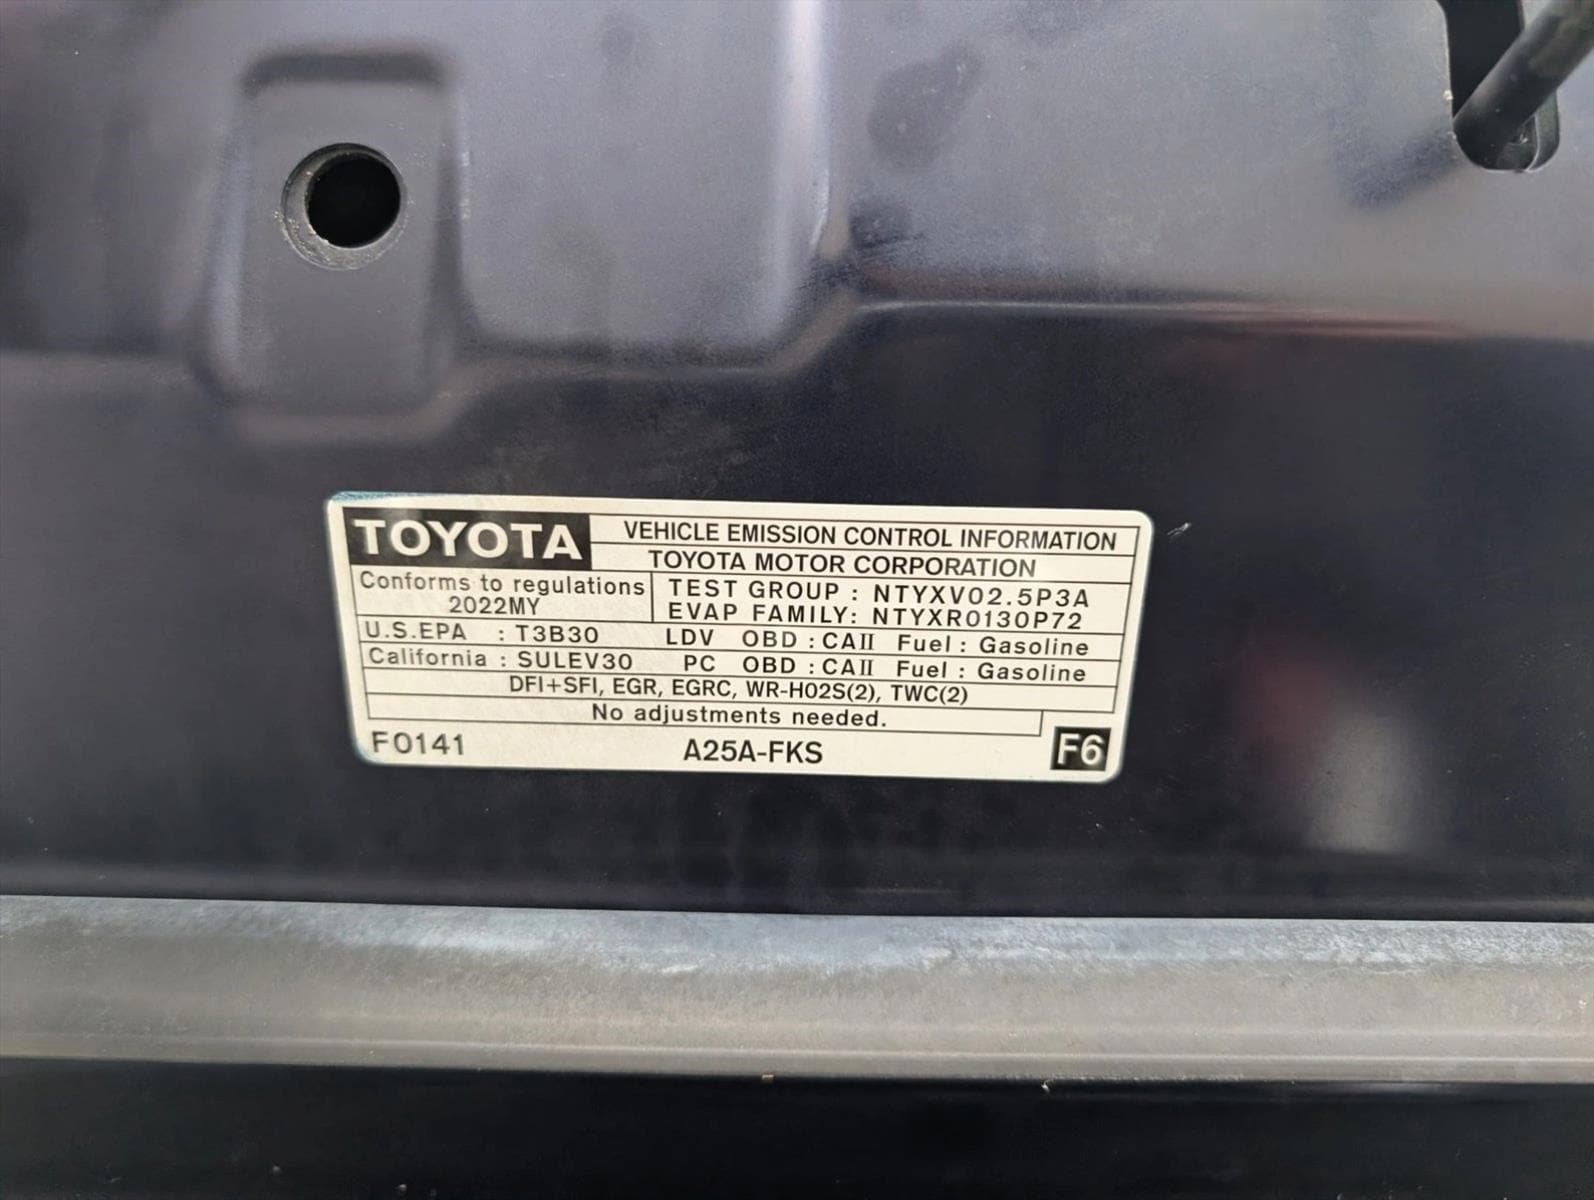 TOYOTA
VEHICLE EMISSION CONTROL INFORMATION
TOYOTA MOTOR CORPORATION
Conforms to regulations
2022MY
TEST GROUP : NTYXV02.5P3A
EVAP FAMILY: NTYXR0130P72
U.S.EPA : T3B30 LDV OBD : CAII Fuel : Gasoline
California : SULEV30 PC OBD : CAII Fuel : Gasoline
DFI+SFI, EGR, EGRC, WR-HO2S(2), TWC(2)
No adjustments needed.
F0141 A25A-FKS F6